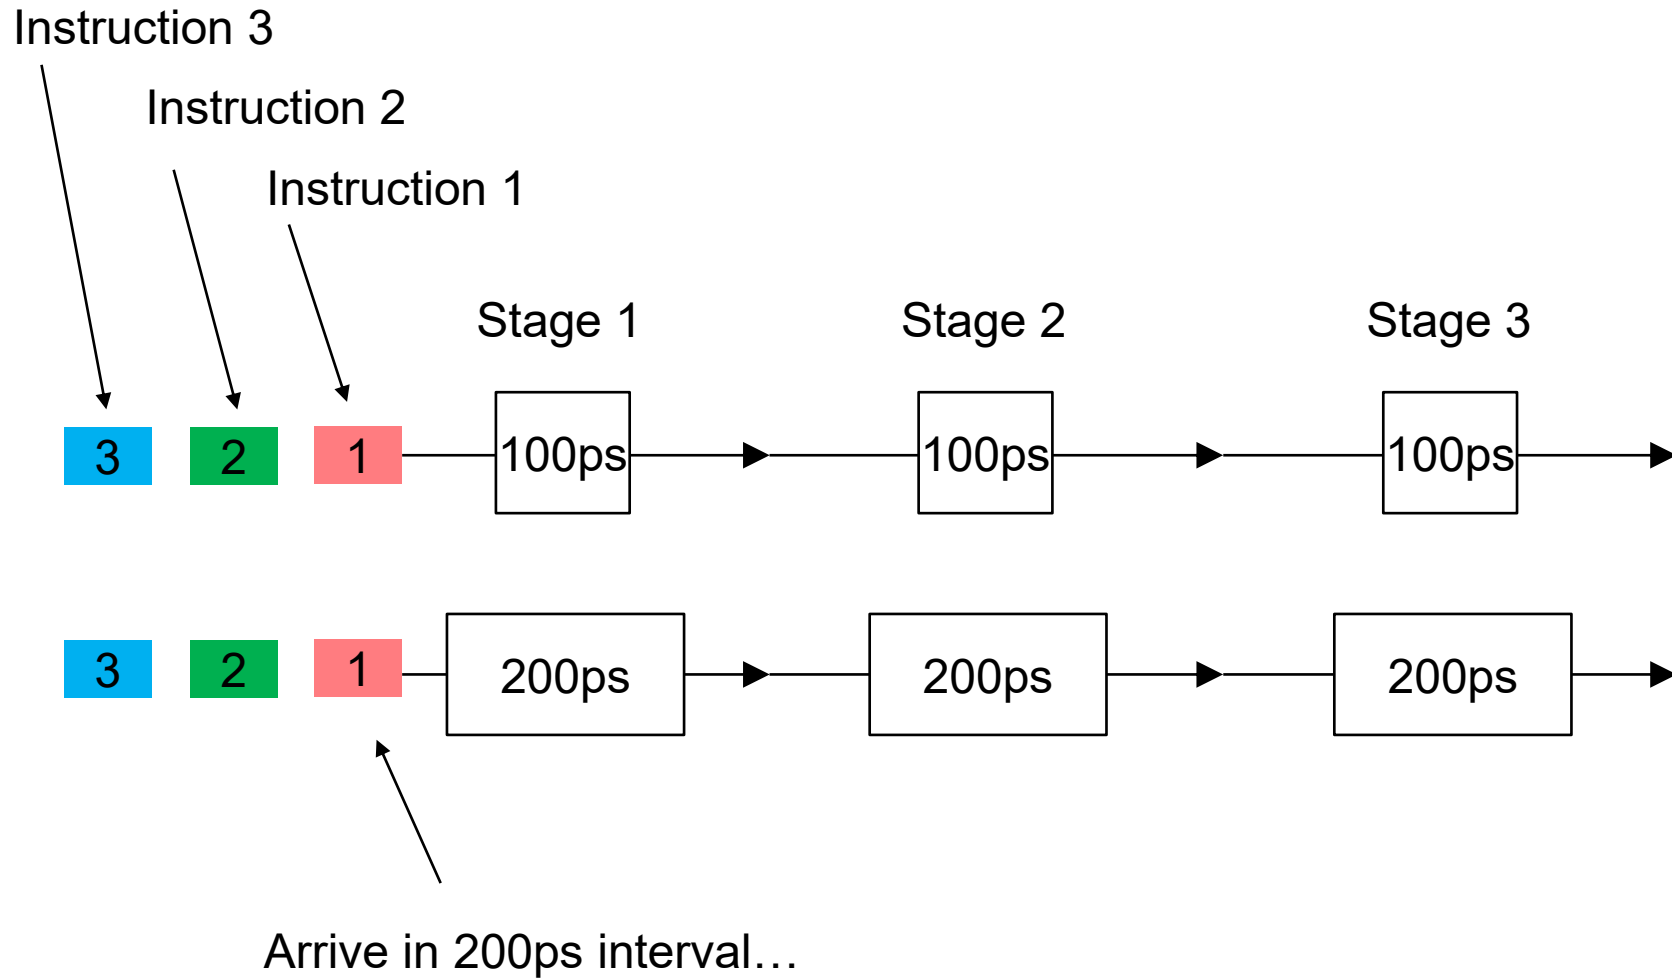 Instruction 3
Instruction 2
Instruction 1
Stage 1 Stage 2 Stage 3
3 2 1 100ps 100ps 100ps
3 2 1 200ps 200ps 200ps
Arrive in 200ps interval…